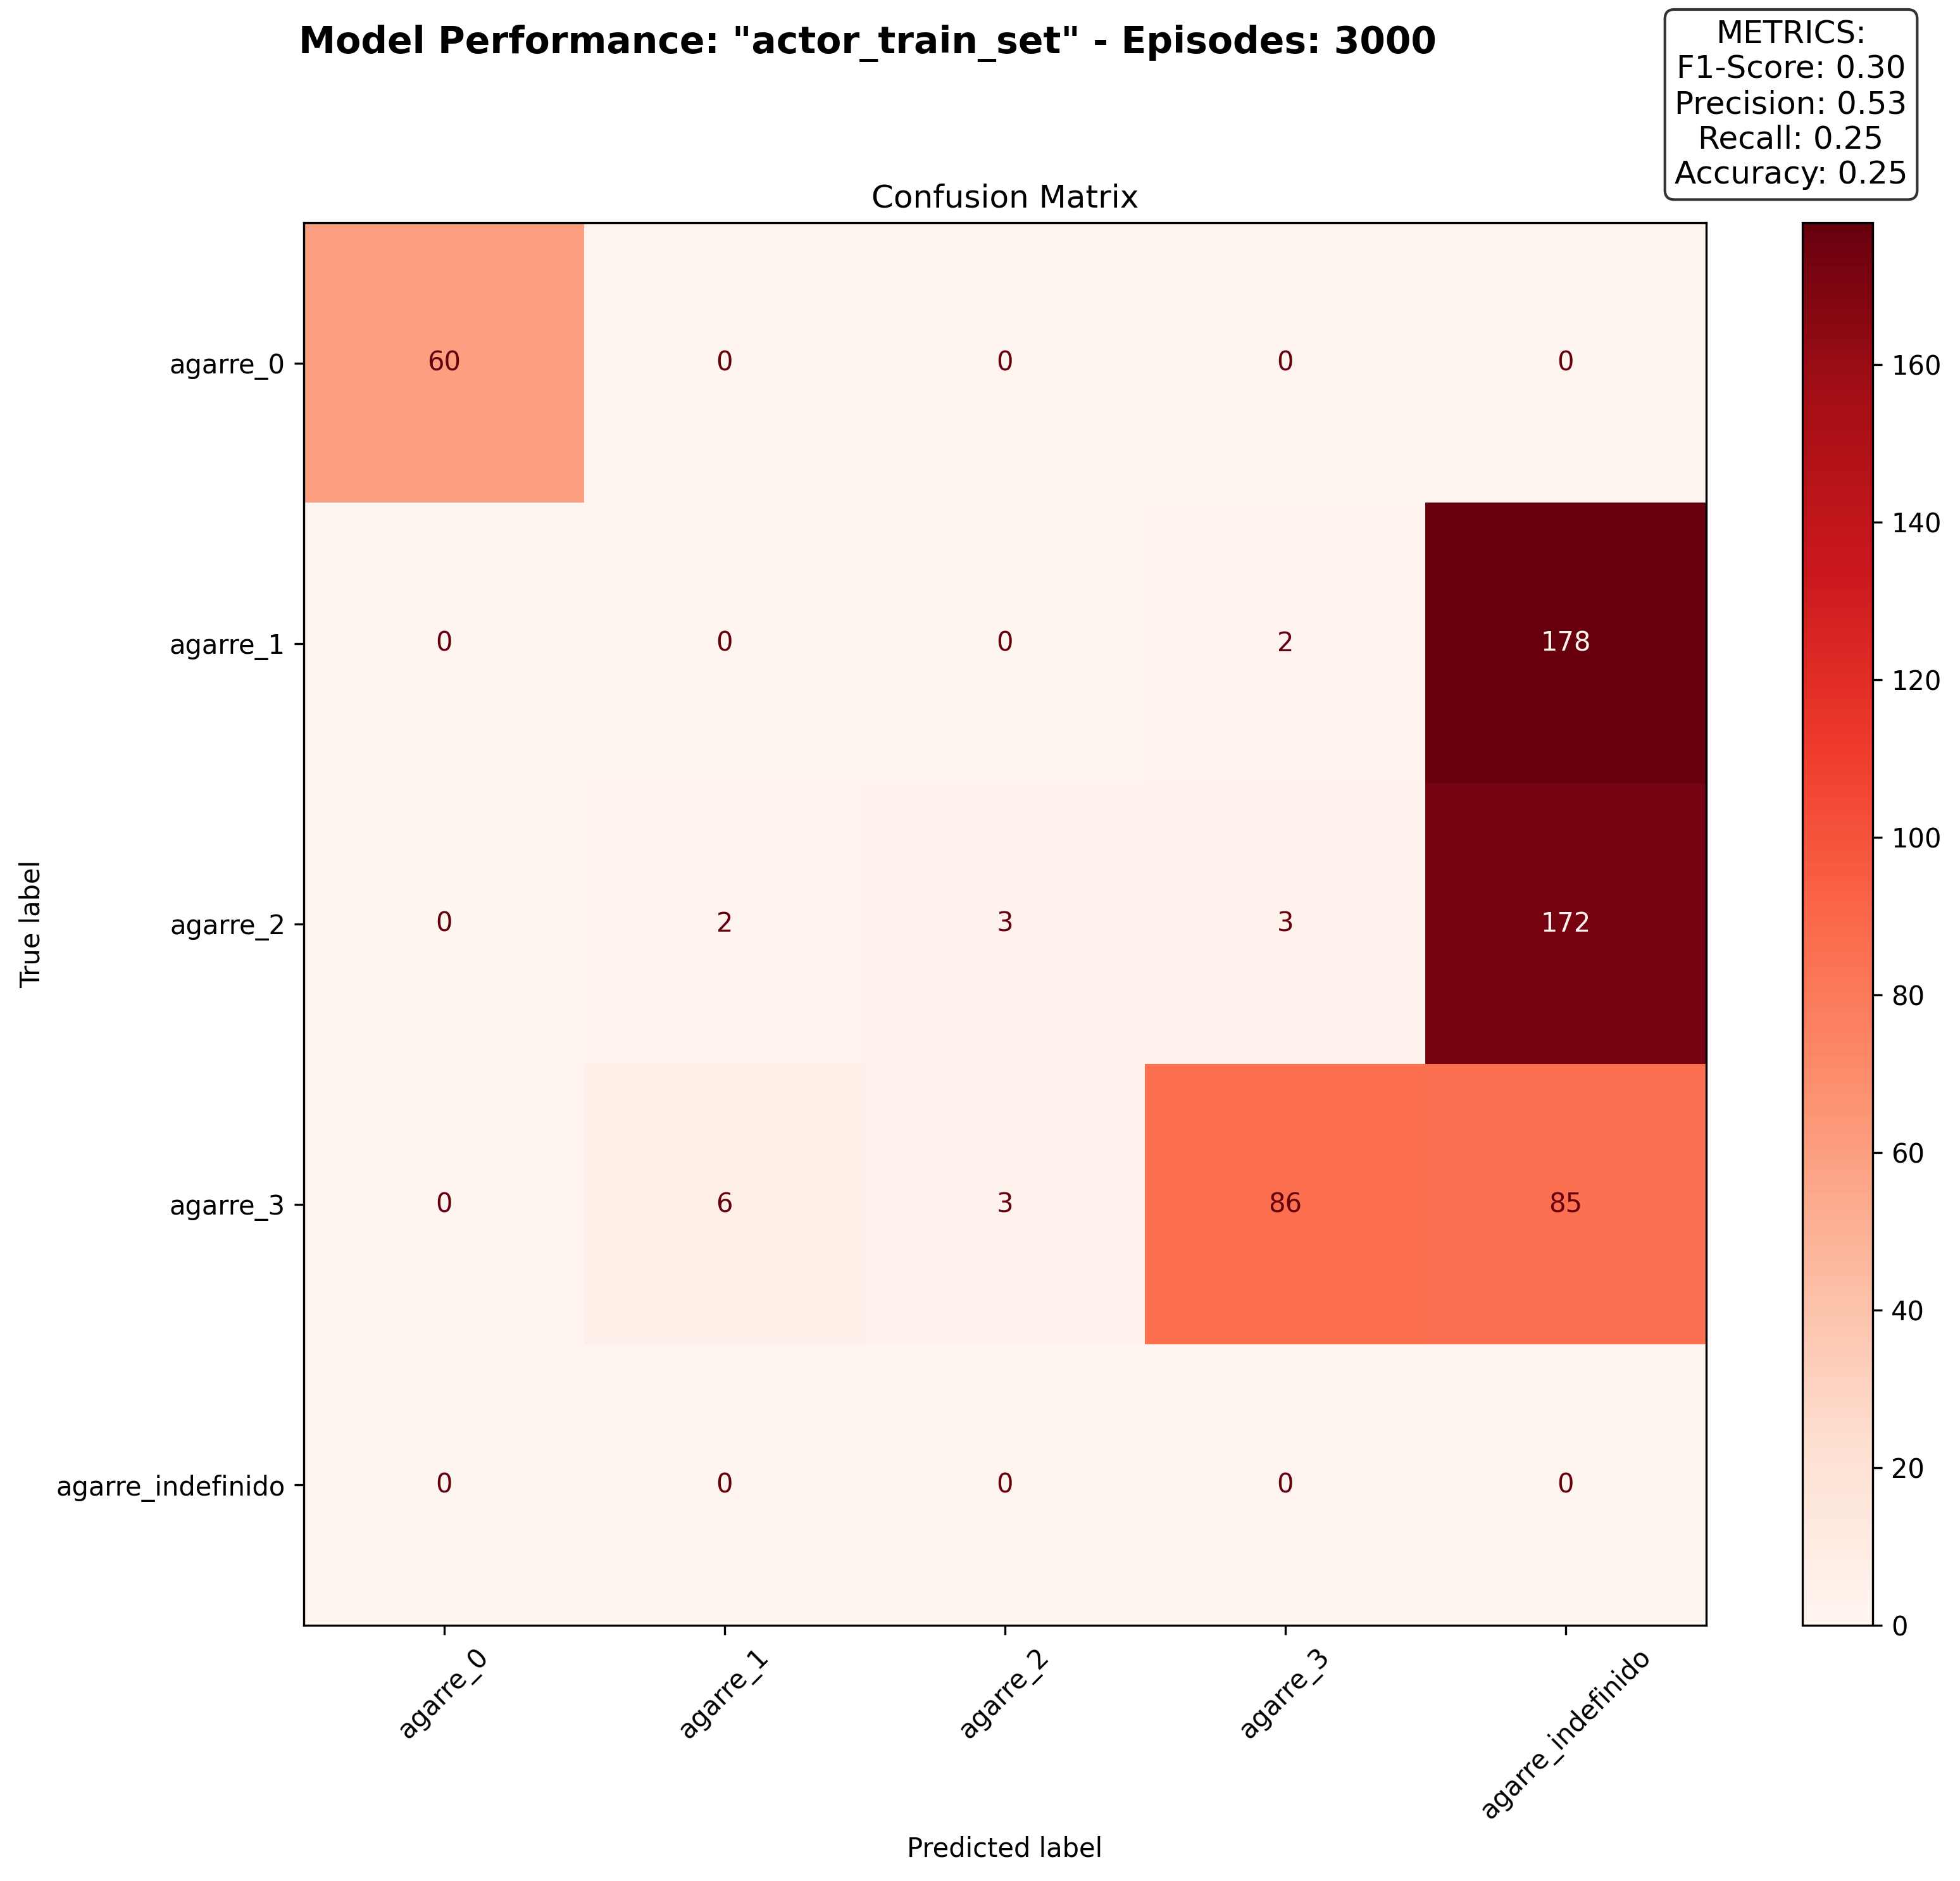 Model Performance: "actor_train_set" - Episodes: 3000
METRICS:
F1-Score: 0.30
Precision: 0.53
Recall: 0.25
Accuracy: 0.25
Confusion Matrix
True label
agarre_0 60 0 0 0 0
agarre_1 0 0 0 2 178
agarre_2 0 2 3 3 172
agarre_3 0 6 3 86 85
agarre_indefinido 0 0 0 0 0
agarre_0 agarre_1 agarre_2 agarre_3 agarre_indefinido
Predicted label
160
140
120
100
80
60
40
20
0